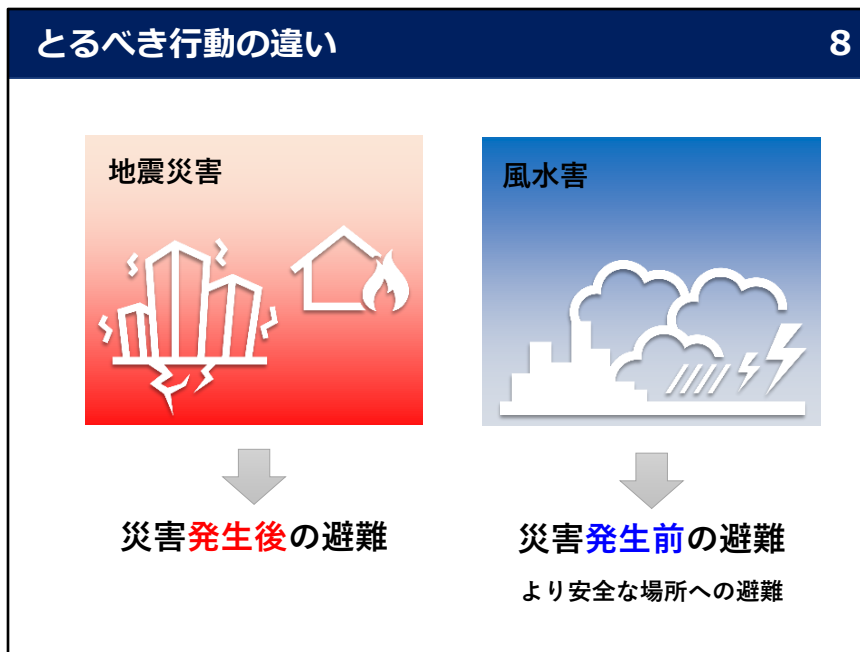 とるべき行動の違い
8
地震災害
風水害
災害発生後の避難
災害発生前の避難
より安全な場所への避難